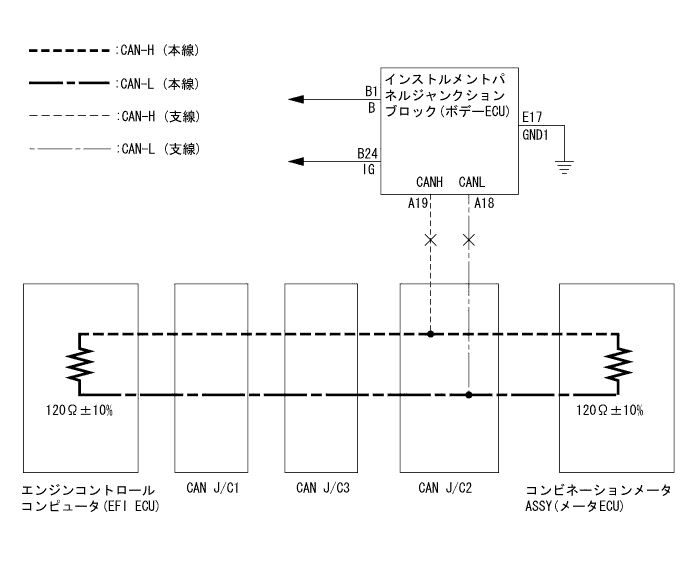 :CAN-H (本線)
:CAN-L (本線)
:CAN-H (支線)
:CAN-L (支線)
B1
B
B24
IG
インストルメントパ
ネルジャンクション
ブロック(ボデーECU)
CANH CANL
E17
GND1
A19
A18
120Ω±10%
120Ω±10%
エンジンコントロール
コンピュータ(EFI ECU)
CAN J/C1
CAN J/C3
CAN J/C2
コンビネーションメータ
ASSY(メータECU)